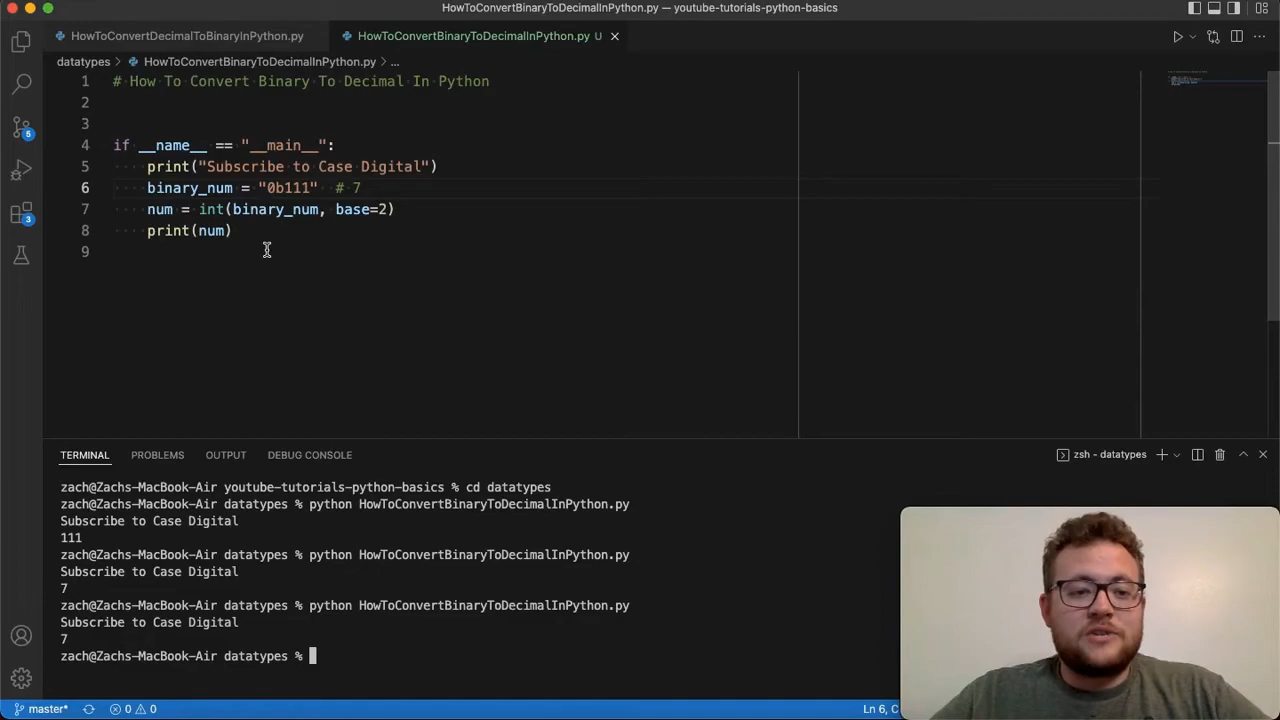 HowToConvertBinaryToDecimalInPython.py — youtube-tutorials-python-basics
HowToConvertDecimalToBinaryInPython.py
HowToConvertBinaryToDecimalInPython.py U
datatypes > HowToConvertBinaryToDecimalInPython.py > ...
1 # How To Convert Binary To Decimal In Python
2
3
4 if __name__ == "__main__":
5 print("Subscribe to Case Digital")
6 binary_num = "0b111" # 7
7 num = int(binary_num, base=2)
8 print(num)
9
5
3
TERMINAL PROBLEMS OUTPUT DEBUG CONSOLE
zsh - datatypes
zach@Zachs-MacBook-Air youtube-tutorials-python-basics % cd datatypes
zach@Zachs-MacBook-Air datatypes % python HowToConvertBinaryToDecimalInPython.py
Subscribe to Case Digital
111
zach@Zachs-MacBook-Air datatypes % python HowToConvertBinaryToDecimalInPython.py
Subscribe to Case Digital
7
zach@Zachs-MacBook-Air datatypes % python HowToConvertBinaryToDecimalInPython.py
Subscribe to Case Digital
7
zach@Zachs-MacBook-Air datatypes %
master* 0 0 Ln 6,